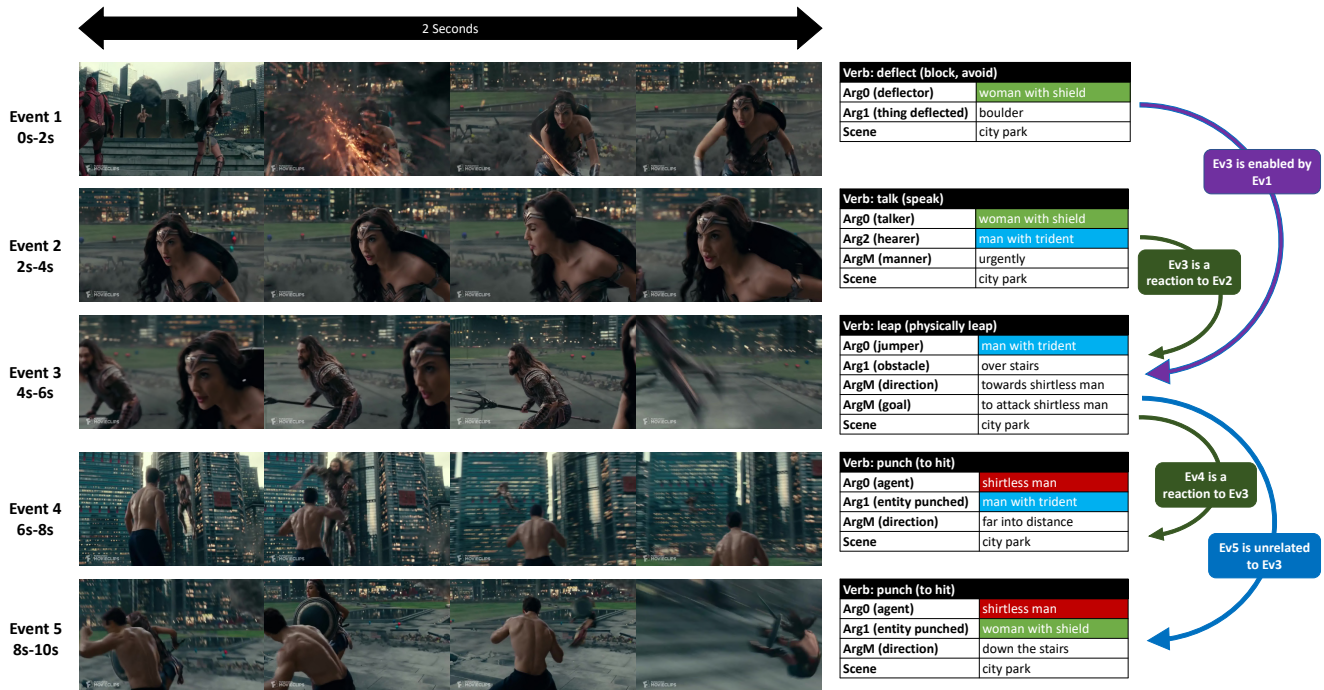 2 Seconds
Event 1
0s-2s
Verb: deflect (block, avoid)
Arg0 (deflector) woman with shield
Arg1 (thing deflected) boulder
Scene city park
Ev3 is enabled by
Ev1
Event 2
2s-4s
Verb: talk (speak)
Arg0 (talker) woman with shield
Arg2 (hearer) man with trident
ArgM (manner) urgently
Scene city park
Ev3 is a
reaction to Ev2
Event 3
4s-6s
Verb: leap (physically leap)
Arg0 (jumper) man with trident
Arg1 (obstacle) over stairs
ArgM (direction) towards shirtless man
ArgM (goal) to attack shirtless man
Scene city park
Event 4
6s-8s
Verb: punch (to hit)
Arg0 (agent) shirtless man
Arg1 (entity punched) man with trident
ArgM (direction) far into distance
Scene city park
Ev4 is a
reaction to Ev3
Ev5 is unrelated
to Ev3
Event 5
8s-10s
Verb: punch (to hit)
Arg0 (agent) shirtless man
Arg1 (entity punched) woman with shield
ArgM (direction) down the stairs
Scene city park